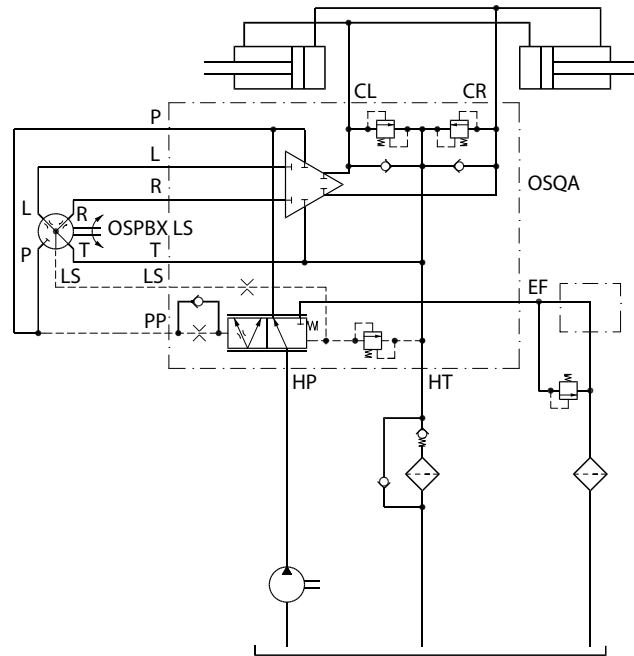 CL CR
P
L
OSQA
R
L R
OSPBX LS
P T T
LS LS
EF
PP
HP HT